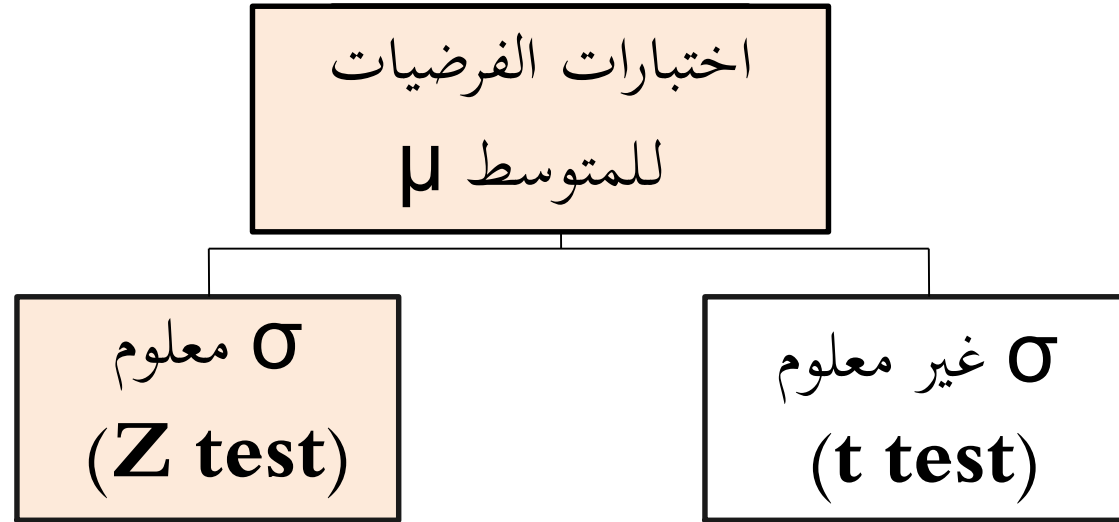 اختبارات الفرضيات
للمتوسط µ
σ غير معلوم
(t test)
σ معلوم
(Z test)